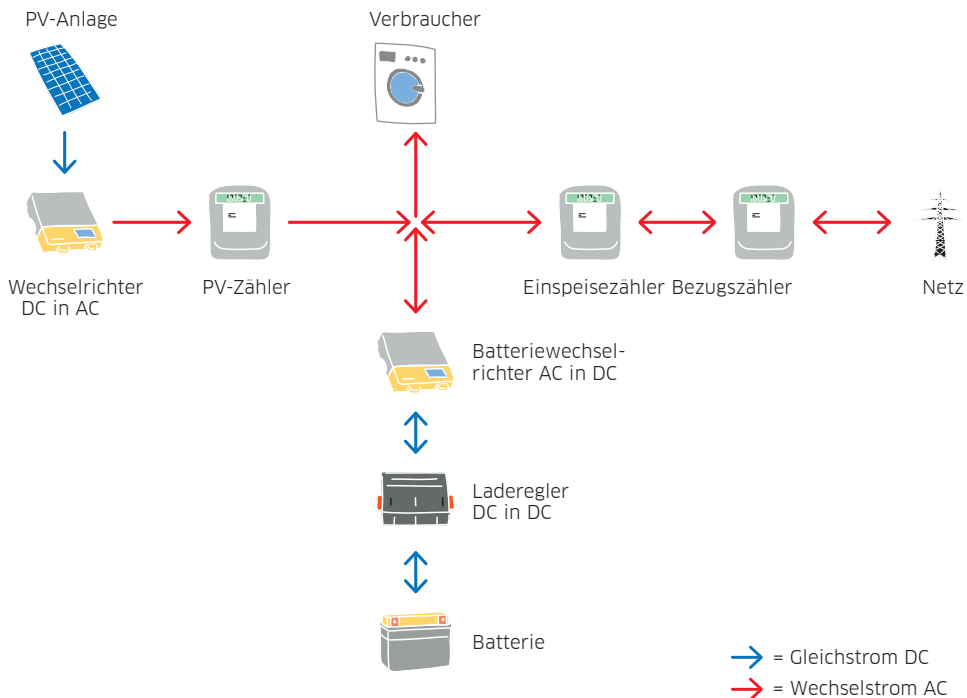 PV-Anlage
Verbraucher
Wechselrichter
DC in AC
PV-Zähler
Einspeisezähler
Bezugszähler
Netz
Batteriewechsel-
richter AC in DC
Laderegler
DC in DC
Batterie
= Gleichstrom DC
= Wechselstrom AC